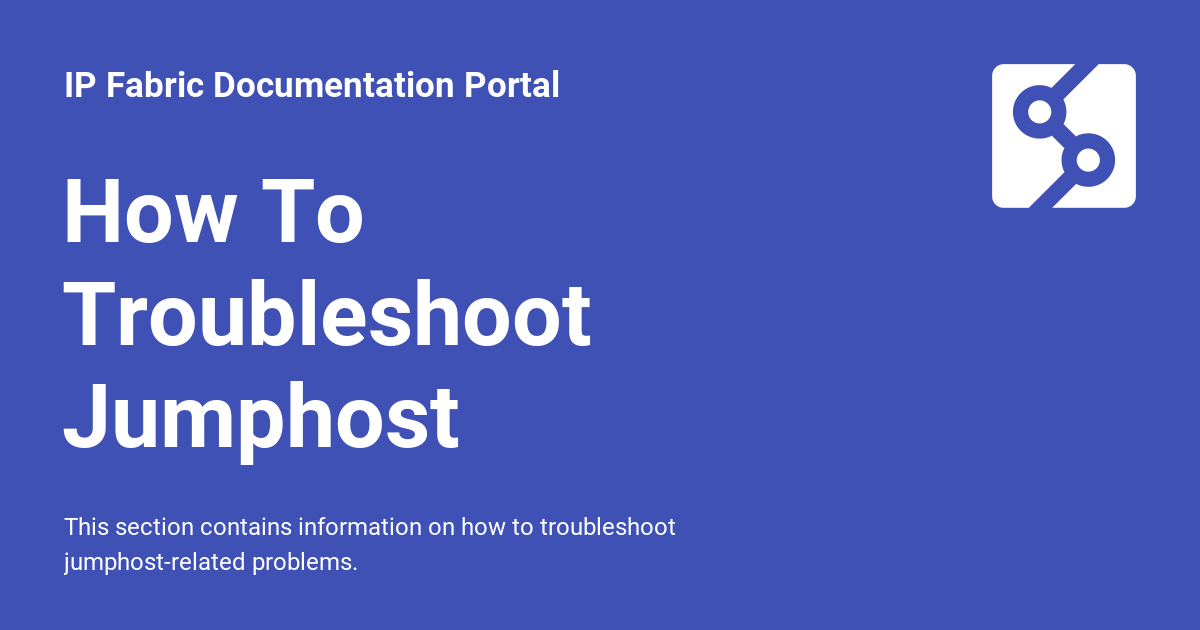 IP Fabric Documentation Portal
How To
Troubleshoot
Jumphost
This section contains information on how to troubleshoot
jumphost-related problems.